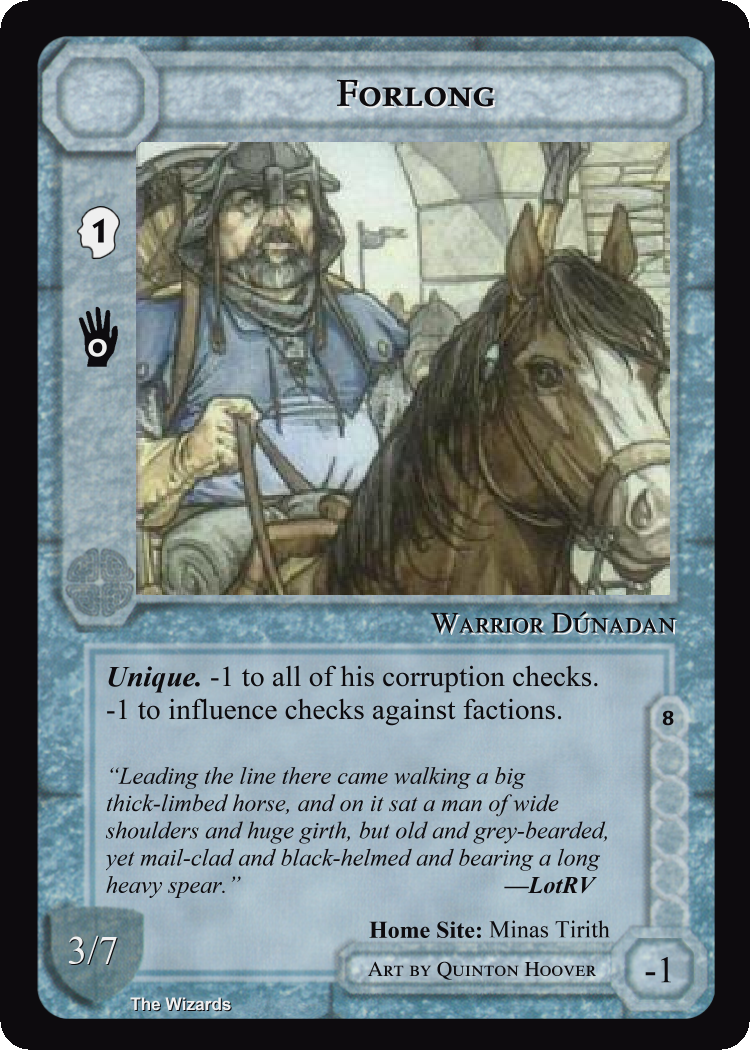 Forlong
1
0
Warrior Dúnadan
Unique. -1 to all of his corruption checks.
-1 to influence checks against factions.
“Leading the line there came walking a big
thick-limbed horse, and on it sat a man of wide
shoulders and huge girth, but old and grey-bearded,
yet mail-clad and black-helmed and bearing a long
heavy spear.” —LotRV
8
Home Site: Minas Tirith
3/7
Art by Quinton Hoover
-1
The Wizards